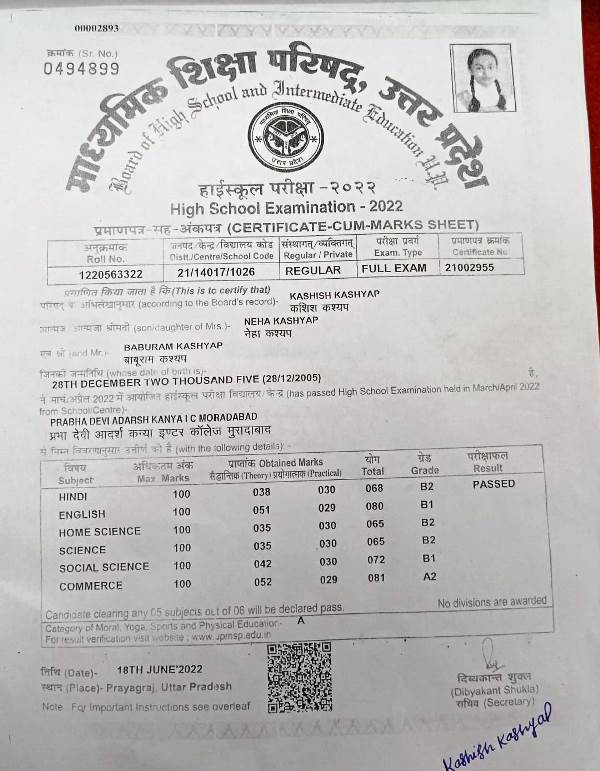 00002893
क्रमांक (Sr. No.)
0494899
माध्यमिक शिक्षा परिषद्, उत्तर प्रदेश
Board of High School and Intermediate Education U.P.
हाईस्कूल परीक्षा -२०२२
High School Examination - 2022
प्रमाणपत्र-सह-अंकपत्र (CERTIFICATE-CUM-MARKS SHEET)
अनुक्रमांक जनपद/केन्द्र/विद्यालय कोड संस्थागत/व्यक्तिगत परीक्षा प्रवर्ग प्रमाणपत्र क्रमांक
Roll No. Distt./Centre/School Code Regular / Private Exam. Type Certificate No.
1220563322 21/14017/1026 REGULAR FULL EXAM 21002955
प्रमाणित किया जाता है कि (This is to certify that)
परिषद् के अभिलेखानुसार (according to the Board's record)- KASHISH KASHYAP
कशिश कश्यप
आत्मज/आत्मजा श्रीमती (son/daughter of Mrs.)- NEHA KASHYAP
नेहा कश्यप
एवं श्री (and Mr.)- BABURAM KASHYAP
बाबूराम कश्यप
जिनकी जन्मतिथि (whose date of birth is)-
28TH DECEMBER TWO THOUSAND FIVE (28/12/2005) है,
ने मार्च/अप्रैल 2022 में आयोजित हाईस्कूल परीक्षा विद्यालय/केन्द्र (has passed High School Examination held in March/April 2022
from School/Centre)-
PRABHA DEVI ADARSH KANYA I C MORADABAD
प्रभा देवी आदर्श कन्या इण्टर कॉलेज मुरादाबाद
से निम्न विवरणानुसार उत्तीर्ण की है (with the following details): -
विषय अधिकतम अंक प्राप्तांक Obtained Marks योग ग्रेड परीक्षाफल
Subject Max Marks सैद्धान्तिक (Theory) प्रयोगात्मक (Practical) Total Grade Result
HINDI 100 038 030 068 B2 PASSED
ENGLISH 100 051 029 080 B1
HOME SCIENCE 100 035 030 065 B2
SCIENCE 100 035 030 065 B2
SOCIAL SCIENCE 100 042 030 072 B1
COMMERCE 100 052 029 081 A2
Candidate clearing any 05 subjects out of 06 will be declared pass. No divisions are awarded
Category of Moral, Yoga, Sports and Physical Education - A
For result verification visit website : www.upmsp.edu.in
तिथि (Date)- 18TH JUNE'2022
स्थान (Place)- Prayagraj, Uttar Pradesh
Note For Important Instructions see overleaf
दिब्यकान्त शुक्ल
(Dibyakant Shukla)
सचिव (Secretary)
Kashish Kashyap